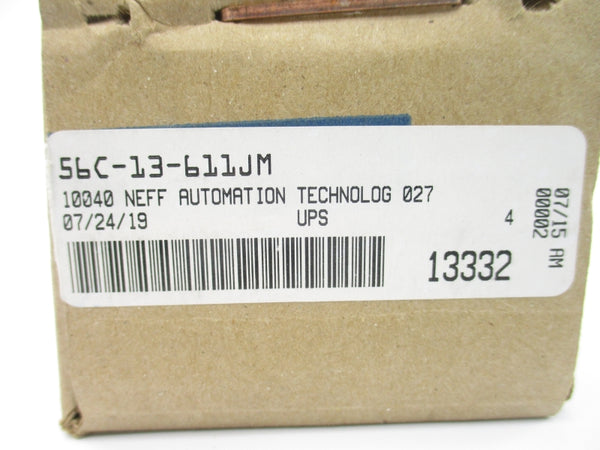 56C-13-611JM
10040 NEFF AUTOMATION TECHNOLOG 027
07/24/19 UPS 4
13332
07/15 AM
00002